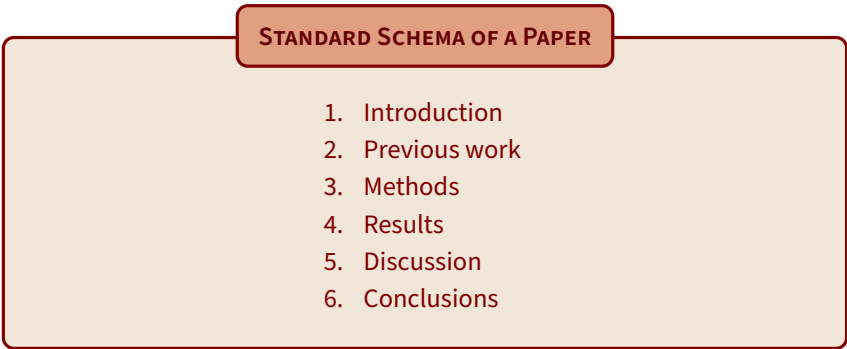 Standard Schema of a Paper
1. Introduction
2. Previous work
3. Methods
4. Results
5. Discussion
6. Conclusions